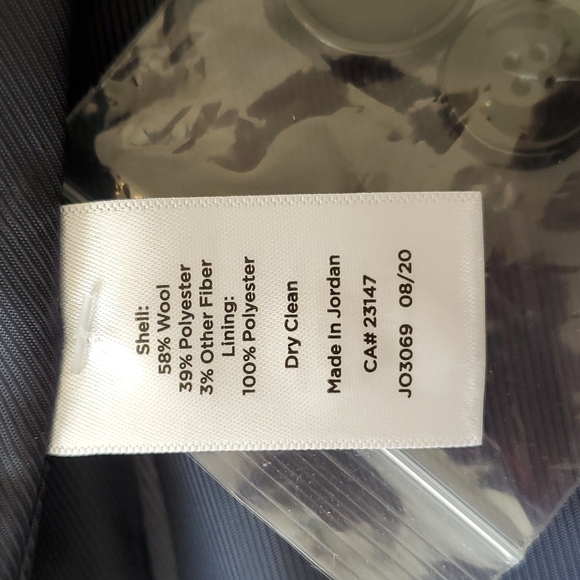 Shell:
58% Wool
39% Polyester
3% Other Fiber
Lining:
100% Polyester
Dry Clean
Made In Jordan
CA# 23147
JO3069 08/20